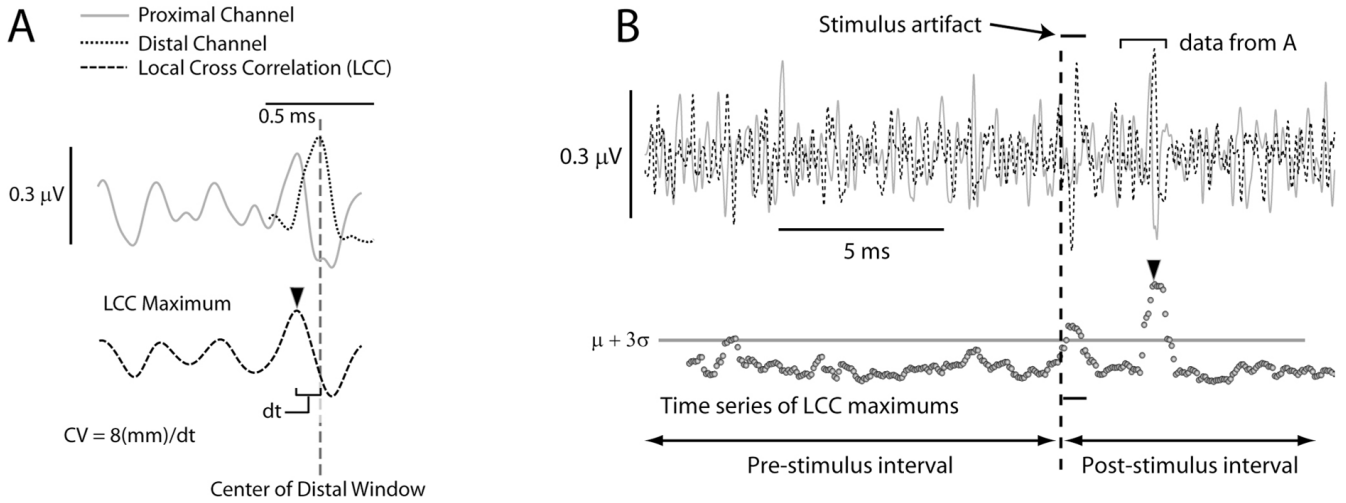 A
Proximal Channel
Distal Channel
Local Cross Correlation (LCC)
0.5 ms
0.3 μV
LCC Maximum
dt
CV = 8(mm)/dt
Center of Distal Window
B
Stimulus artifact
data from A
0.3 μV
5 ms
μ + 3σ
Time series of LCC maximums
Pre-stimulus interval
Post-stimulus interval